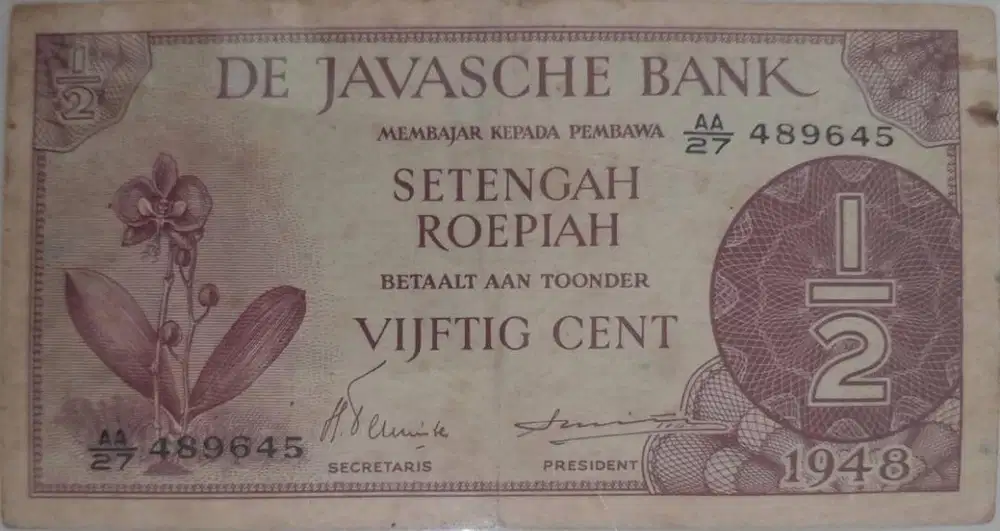 1/2
DE JAVASCHE BANK
MEMBAJAR KEPADA PEMBAWA
AA/27 489645
SETENGAH
ROEPIAH
BETAALT AAN TOONDER
VIJFTIG CENT
1/2
AA/27 489645
SECRETARIS
PRESIDENT
1948